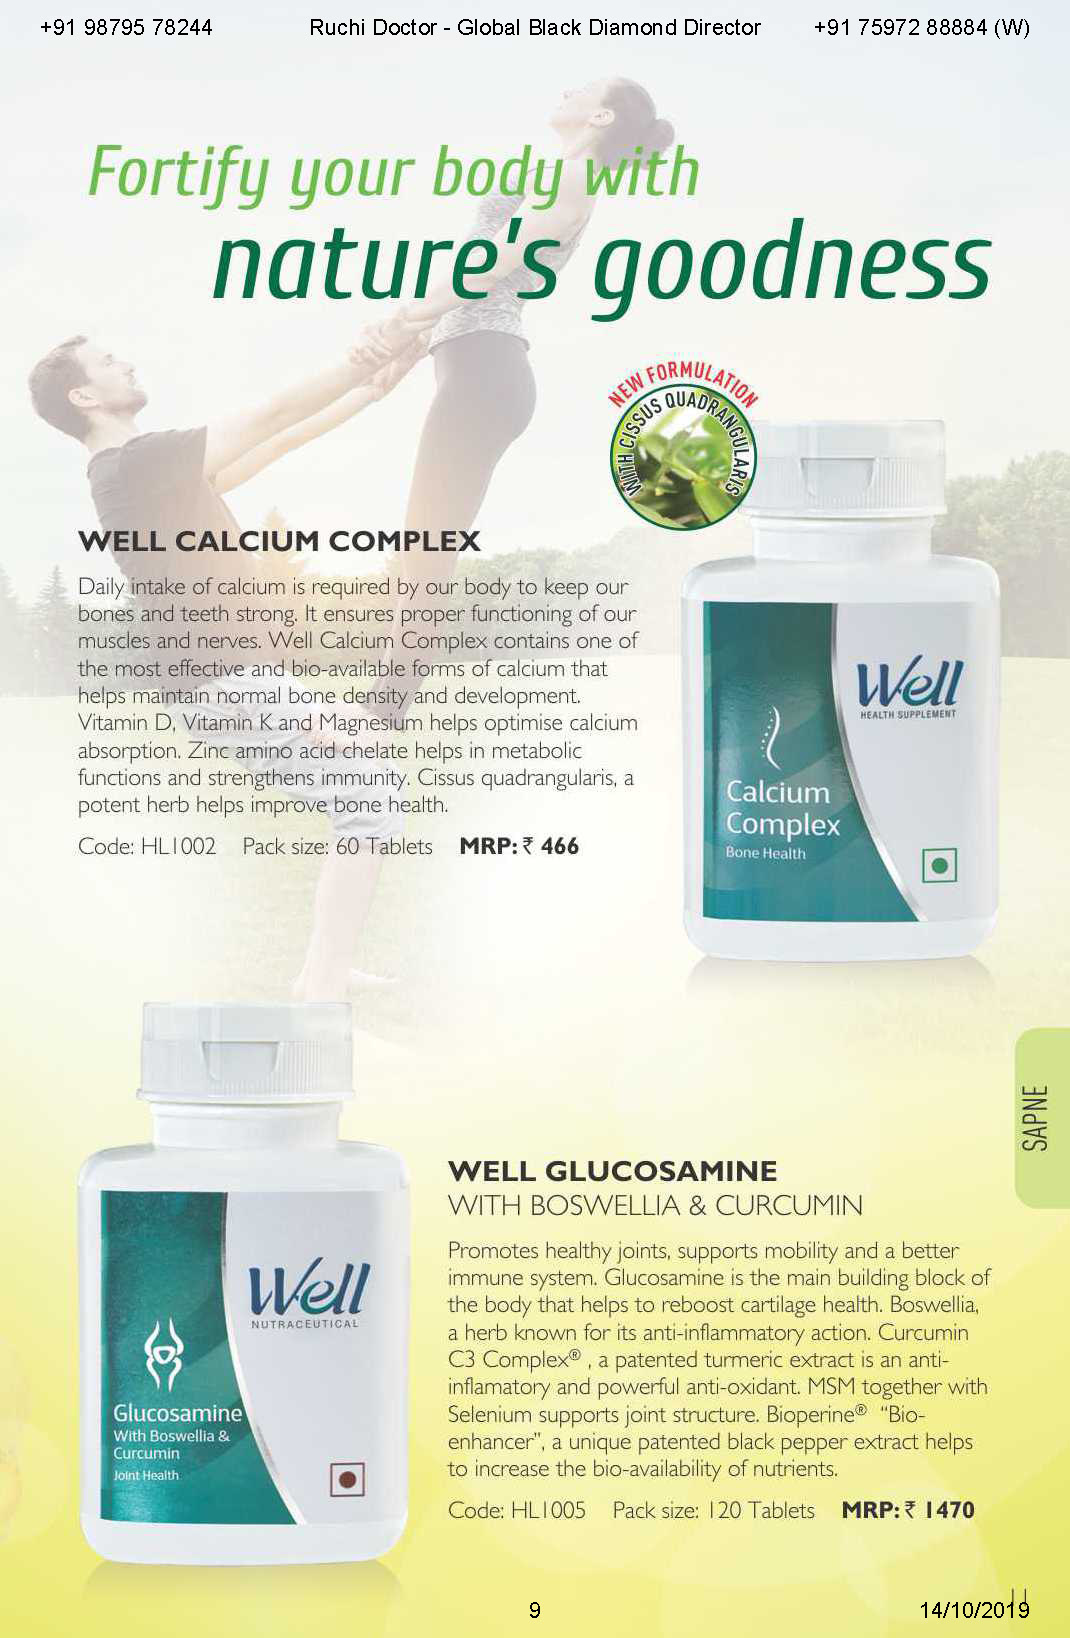 +91 98795 78244 Ruchi Doctor - Global Black Diamond Director +91 75972 88884 (W)
Fortify your body with
nature's goodness
NEW FORMULATION
WITH CISSUS QUADRANGULARIS
WELL CALCIUM COMPLEX
Daily intake of calcium is required by our body to keep our
bones and teeth strong. It ensures proper functioning of our
muscles and nerves. Well Calcium Complex contains one of
the most effective and bio-available forms of calcium that
helps maintain normal bone density and development.
Vitamin D, Vitamin K and Magnesium helps optimise calcium
absorption. Zinc amino acid chelate helps in metabolic
functions and strengthens immunity. Cissus quadrangularis, a
potent herb helps improve bone health.
Code: HL1002 Pack size: 60 Tablets MRP: ₹ 466
Well
HEALTH SUPPLEMENT
Calcium
Complex
Bone Health
SAPNE
WELL GLUCOSAMINE
WITH BOSWELLIA & CURCUMIN
Promotes healthy joints, supports mobility and a better
immune system. Glucosamine is the main building block of
the body that helps to reboost cartilage health. Boswellia,
a herb known for its anti-inflammatory action. Curcumin
C3 Complex® , a patented turmeric extract is an anti-
inflamatory and powerful anti-oxidant. MSM together with
Selenium supports joint structure. Bioperine® “Bio-
enhancer”, a unique patented black pepper extract helps
to increase the bio-availability of nutrients.
Code: HL1005 Pack size: 120 Tablets MRP: ₹ 1470
Well
NUTRACEUTICAL
Glucosamine
With Boswellia &
Curcumin
Joint Health
11
9 14/10/2019